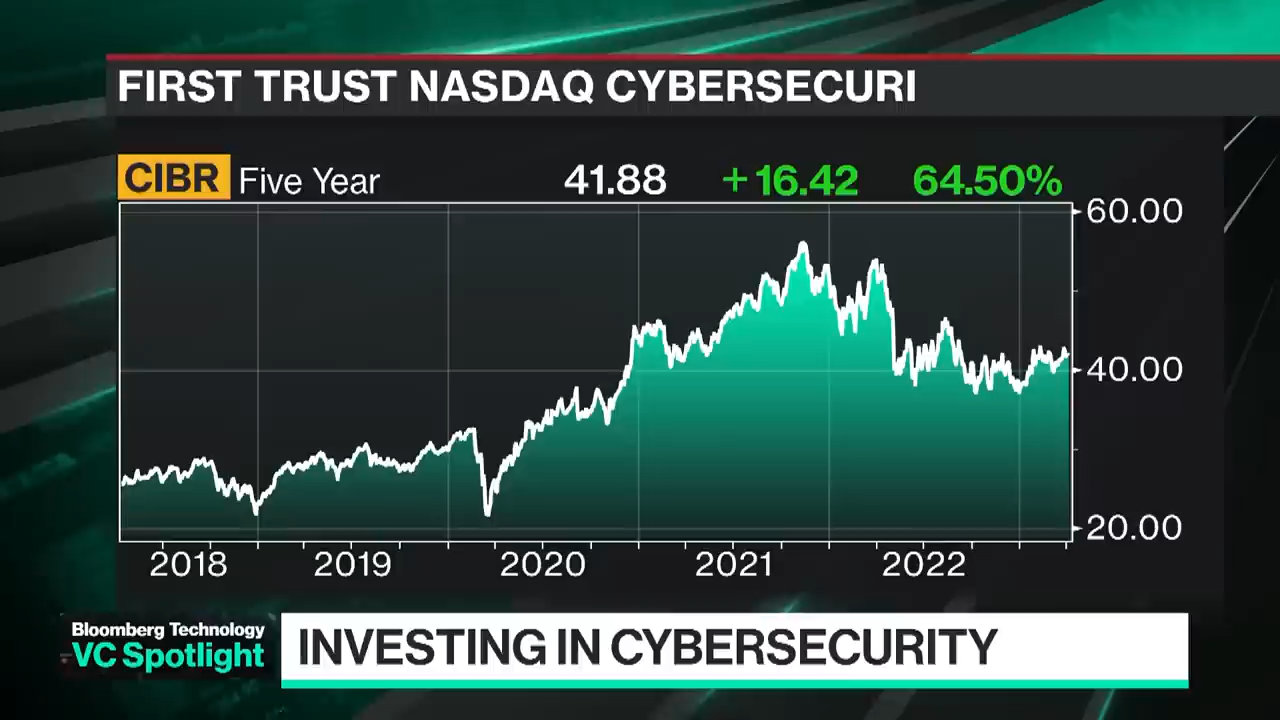 FIRST TRUST NASDAQ CYBERSECURI
CIBR Five Year 41.88 +16.42 64.50%
60.00
40.00
20.00
2018 2019 2020 2021 2022
Bloomberg Technology
VC Spotlight
INVESTING IN CYBERSECURITY